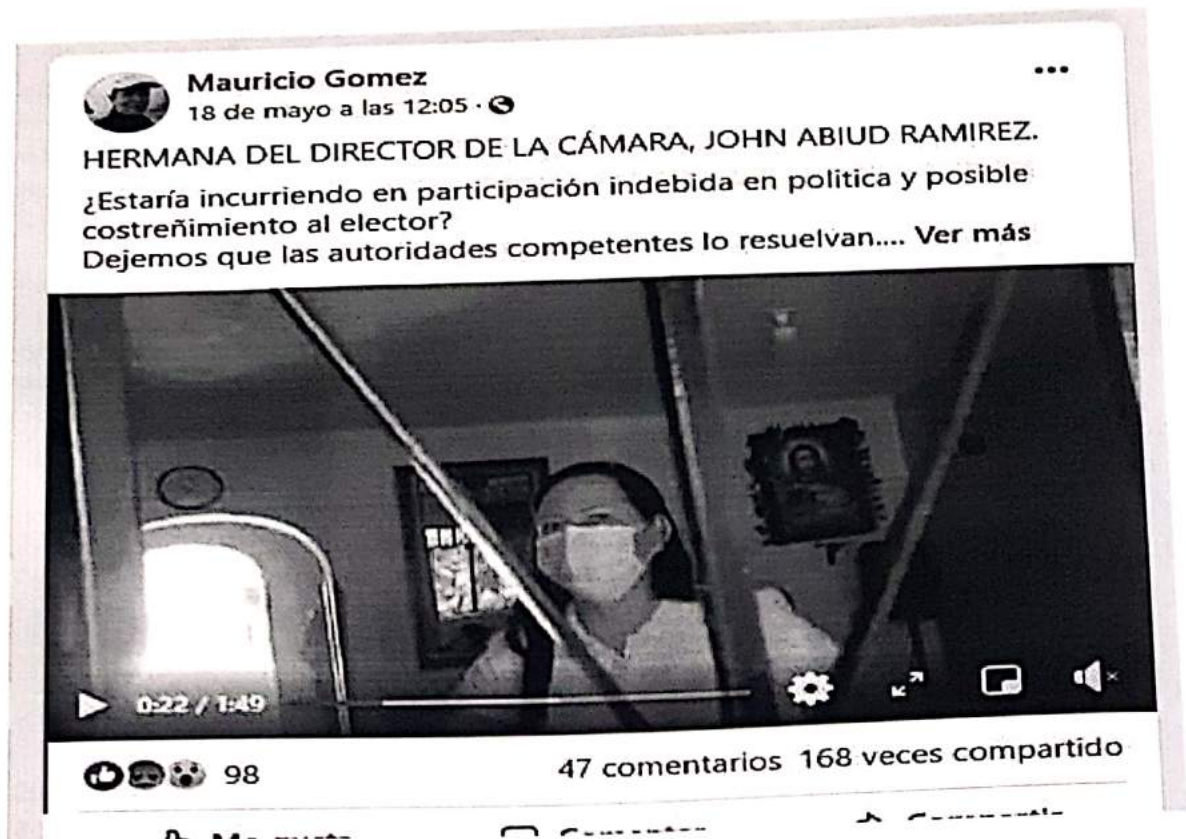 Mauricio Gomez
18 de mayo a las 12:05 ·
HERMANA DEL DIRECTOR DE LA CÁMARA, JOHN ABIUD RAMIREZ.
¿Estaría incurriendo en participación indebida en politica y posible
costreñimiento al elector?
Dejemos que las autoridades competentes lo resuelvan.... Ver más
0:22 / 1:49
98
47 comentarios 168 veces compartido